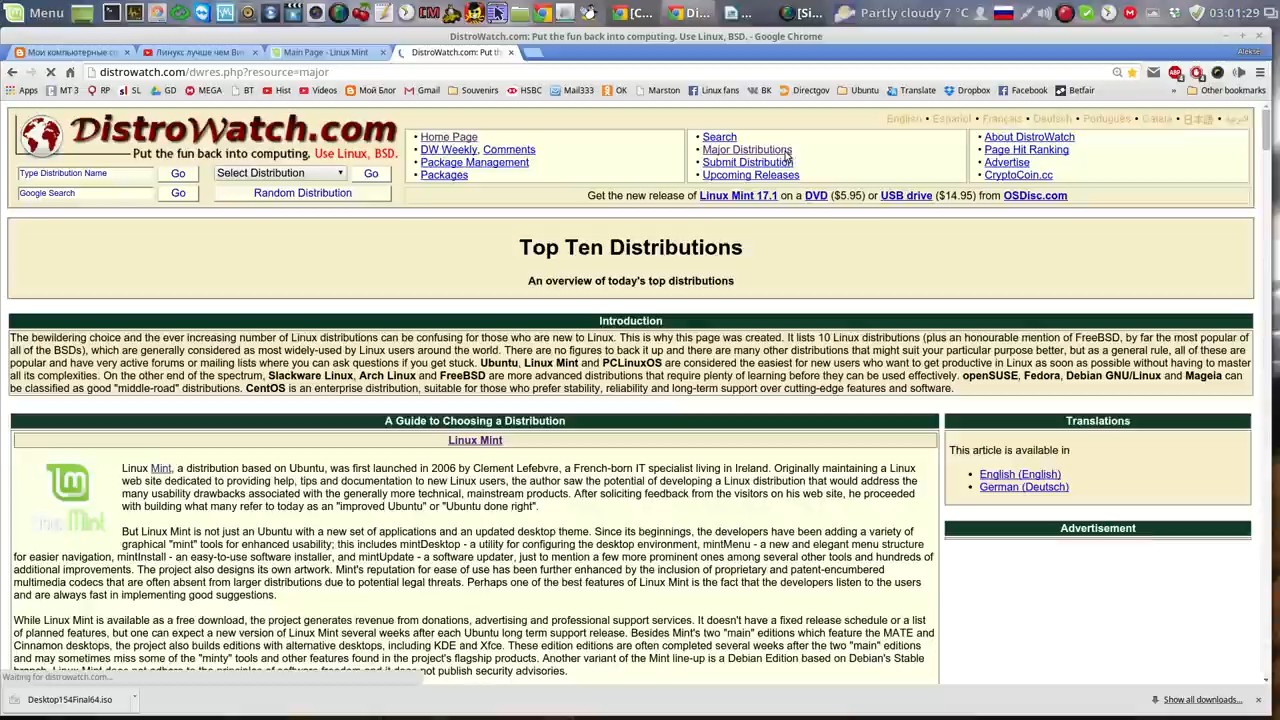 Menu
CM
[C...
Di...
...
[Si...
Partly cloudy 7 °C
03:01:29
DistroWatch.com: Put the fun back into computing. Use Linux, BSD. - Google Chrome
Мои компьютерные со
Линукс лучше чем Ви
Main Page - Linux Mint
DistroWatch.com: Put th
Alekse
distrowatch.com/dwres.php?resource=major
Apps
MT 3
RP
SL
GD
MEGA
BT
Hist
Videos
Мой Блог
Gmail
Souvenirs
HSBC
Mail333
OK
Marston
Linux fans
VK
Directgov
Ubuntu
Translate
Dropbox
Facebook
Betfair
Other bookmarks
English • Español • Français • Deutsch • Português • Català • 日本語 • العربية
DistroWatch.com
Put the fun back into computing. Use Linux, BSD.
• Home Page
• DW Weekly, Comments
• Package Management
• Packages
• Search
• Major Distributions
• Submit Distribution
• Upcoming Releases
• About DistroWatch
• Page Hit Ranking
• Advertise
• CryptoCoin.cc
Type Distribution Name
Go
Select Distribution
Go
Google Search
Go
Random Distribution
Get the new release of Linux Mint 17.1 on a DVD ($5.95) or USB drive ($14.95) from OSDisc.com
Top Ten Distributions
An overview of today's top distributions
Introduction
The bewildering choice and the ever increasing number of Linux distributions can be confusing for those who are new to Linux. This is why this page was created. It lists 10 Linux distributions (plus an honourable mention of FreeBSD, by far the most popular of
all of the BSDs), which are generally considered as most widely-used by Linux users around the world. There are no figures to back it up and there are many other distributions that might suit your particular purpose better, but as a general rule, all of these are
popular and have very active forums or mailing lists where you can ask questions if you get stuck. Ubuntu, Linux Mint and PCLinuxOS are considered the easiest for new users who want to get productive in Linux as soon as possible without having to master
all its complexities. On the other end of the spectrum, Slackware Linux, Arch Linux and FreeBSD are more advanced distributions that require plenty of learning before they can be used effectively. openSUSE, Fedora, Debian GNU/Linux and Mageia can
be classified as good "middle-road" distributions. CentOS is an enterprise distribution, suitable for those who prefer stability, reliability and long-term support over cutting-edge features and software.
A Guide to Choosing a Distribution
Linux Mint
Linux Mint, a distribution based on Ubuntu, was first launched in 2006 by Clement Lefebvre, a French-born IT specialist living in Ireland. Originally maintaining a Linux
web site dedicated to providing help, tips and documentation to new Linux users, the author saw the potential of developing a Linux distribution that would address the
many usability drawbacks associated with the generally more technical, mainstream products. After soliciting feedback from the visitors on his web site, he proceeded
with building what many refer to today as an "improved Ubuntu" or "Ubuntu done right".
But Linux Mint is not just an Ubuntu with a new set of applications and an updated desktop theme. Since its beginnings, the developers have been adding a variety of
graphical "mint" tools for enhanced usability; this includes mintDesktop - a utility for configuring the desktop environment, mintMenu - a new and elegant menu structure
for easier navigation, mintInstall - an easy-to-use software installer, and mintUpdate - a software updater, just to mention a few more prominent ones among several other tools and hundreds of
additional improvements. The project also designs its own artwork. Mint's reputation for ease of use has been further enhanced by the inclusion of proprietary and patent-encumbered
multimedia codecs that are often absent from larger distributions due to potential legal threats. Perhaps one of the best features of Linux Mint is the fact that the developers listen to the users
and are always fast in implementing good suggestions.
While Linux Mint is available as a free download, the project generates revenue from donations, advertising and professional support services. It doesn't have a fixed release schedule or a list
of planned features, but one can expect a new version of Linux Mint several weeks after each Ubuntu long term support release. Besides Mint's two "main" editions which feature the MATE and
Cinnamon desktops, the project also builds editions with alternative desktops, including KDE and Xfce. These edition editions are often completed several weeks after the two "main" editions
and may sometimes miss some of the "minty" tools and other features found in the project's flagship products. Another variant of the Mint line-up is a Debian Edition based on Debian's Stable
not publish security advisories.
Translations
This article is available in
• English (English)
• German (Deutsch)
Advertisement
Waiting for distrowatch.com...
Desktop154Final64.iso
Show all downloads...